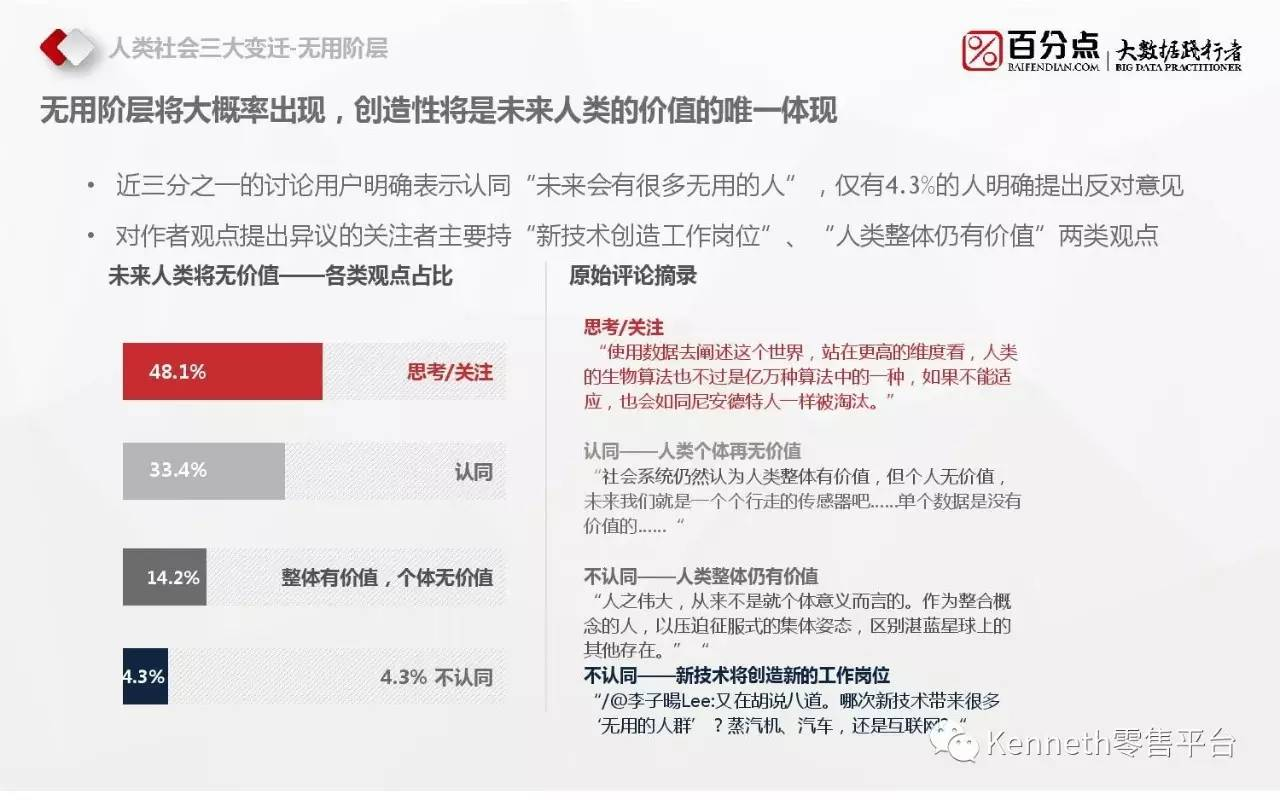 人类社会三大变迁-无用阶层
百分点
BAIFENDIAN.COM
大数据践行者
BIG DATA PRACTITIONER
无用阶层将大概率出现，创造性将是未来人类的价值的唯一体现
• 近三分之一的讨论用户明确表示认同“未来会有很多无用的人”，仅有4.3%的人明确提出反对意见
• 对作者观点提出异议的关注者主要持“新技术创造工作岗位”、“人类整体仍有价值”两类观点
未来人类将无价值——各类观点占比
48.1%
思考/关注
33.4%
认同
14.2%
整体有价值，个体无价值
4.3%
4.3% 不认同
原始评论摘录
思考/关注
“使用数据去阐述这个世界，站在更高的维度看，人类
的生物算法也不过是亿万种算法中的一种，如果不能适
应，也会如同尼安德特人一样被淘汰。”
认同——人类个体再无价值
“社会系统仍然认为人类整体有价值，但个人无价值，
未来我们就是一个个行走的传感器吧......单个数据是没有
价值的......“
不认同——人类整体仍有价值
“人之伟大，从来不是就个体意义而言的。作为整合概
念的人，以压迫征服式的集体姿态，区别湛蓝星球上的
其他存在。” “
不认同——新技术将创造新的工作岗位
“/@李子暘Lee:又在胡说八道。哪次新技术带来很多
‘无用的人群’？蒸汽机、汽车，还是互联网？“
Kenneth零售平台